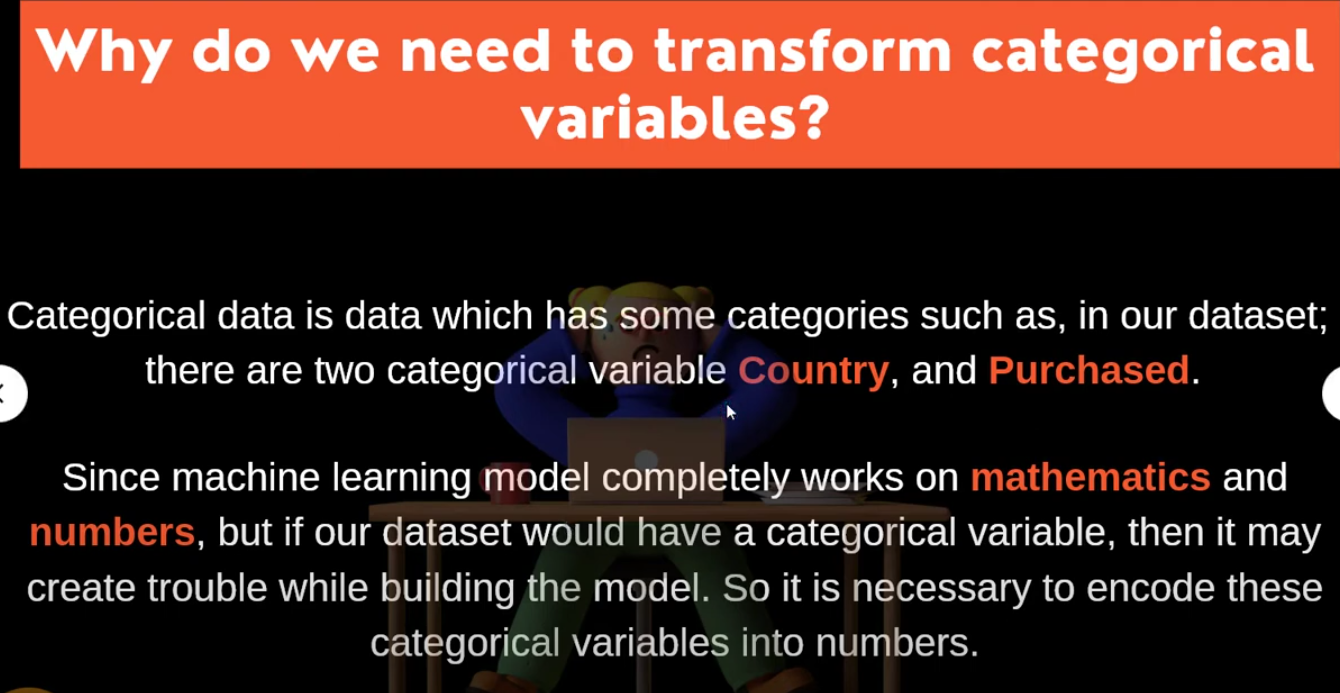 Why do we need to transform categorical
variables?
Categorical data is data which has some categories such as, in our dataset;
there are two categorical variable Country, and Purchased.
Since machine learning model completely works on mathematics and
numbers, but if our dataset would have a categorical variable, then it may
create trouble while building the model. So it is necessary to encode these
categorical variables into numbers.